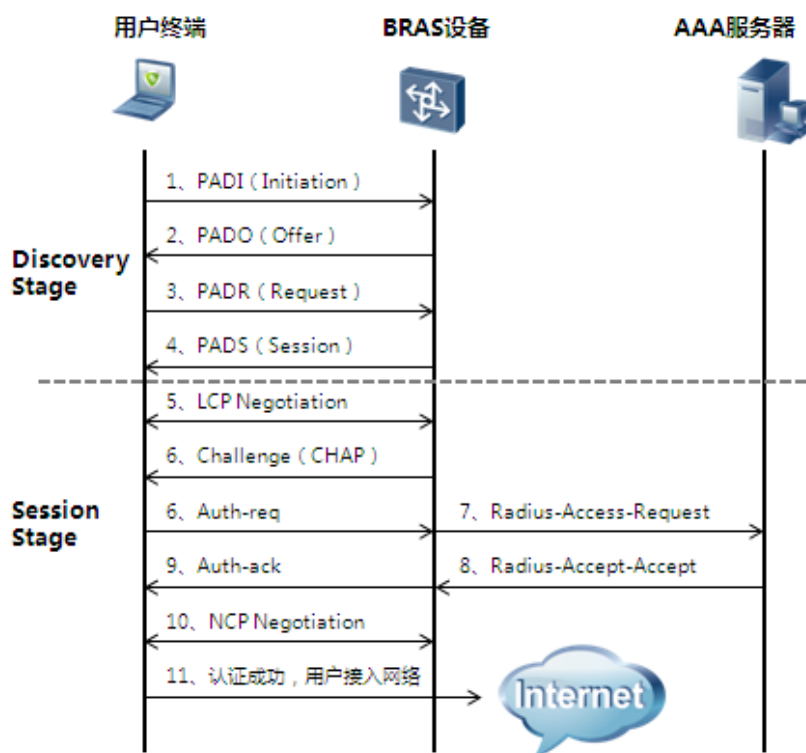 用户终端
BRAS设备
AAA服务器
1、PADI（Initiation）
2、PADO（Offer）
Discovery
Stage
3、PADR（Request）
4、PADS（Session）
5、LCP Negotiation
6、Challenge（CHAP）
Session
Stage
6、Auth-req
7、Radius-Access-Request
9、Auth-ack
8、Radius-Accept-Accept
10、NCP Negotiation
11、认证成功，用户接入网络
Internet